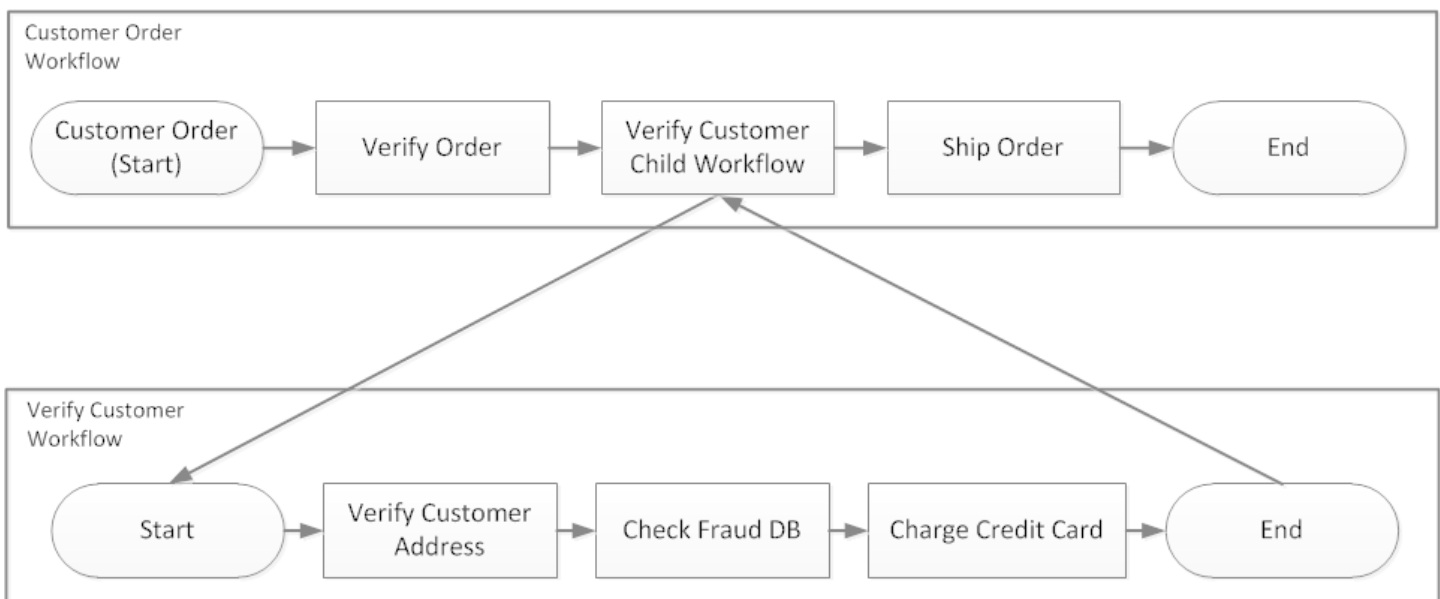 Customer Order
Workflow
Customer Order
(Start)
Verify Order
Verify Customer
Child Workflow
Ship Order
End
Verify Customer
Workflow
Start
Verify Customer
Address
Check Fraud DB
Charge Credit Card
End